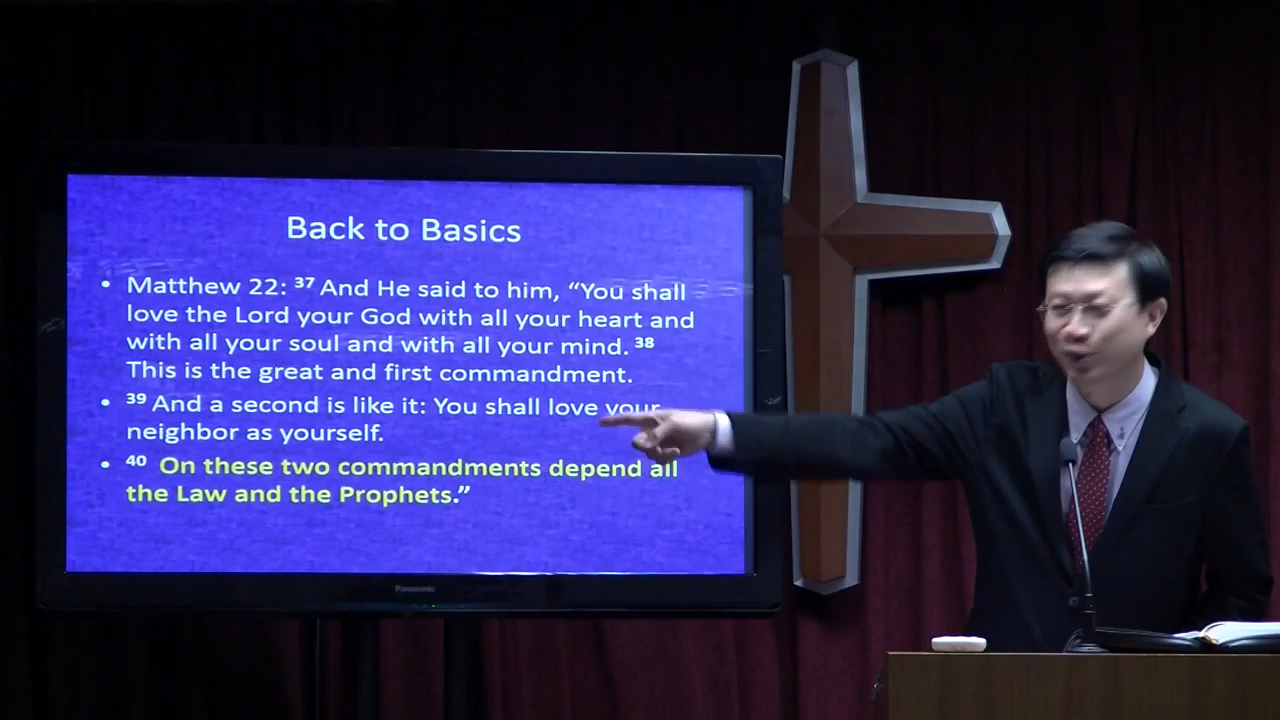 Back to Basics
• Matthew 22: ³⁷ And He said to him, “You shall
love the Lord your God with all your heart and
with all your soul and with all your mind. ³⁸
This is the great and first commandment.
• ³⁹ And a second is like it: You shall love your
neighbor as yourself.
• ⁴⁰ On these two commandments depend all
the Law and the Prophets.”
Panasonic